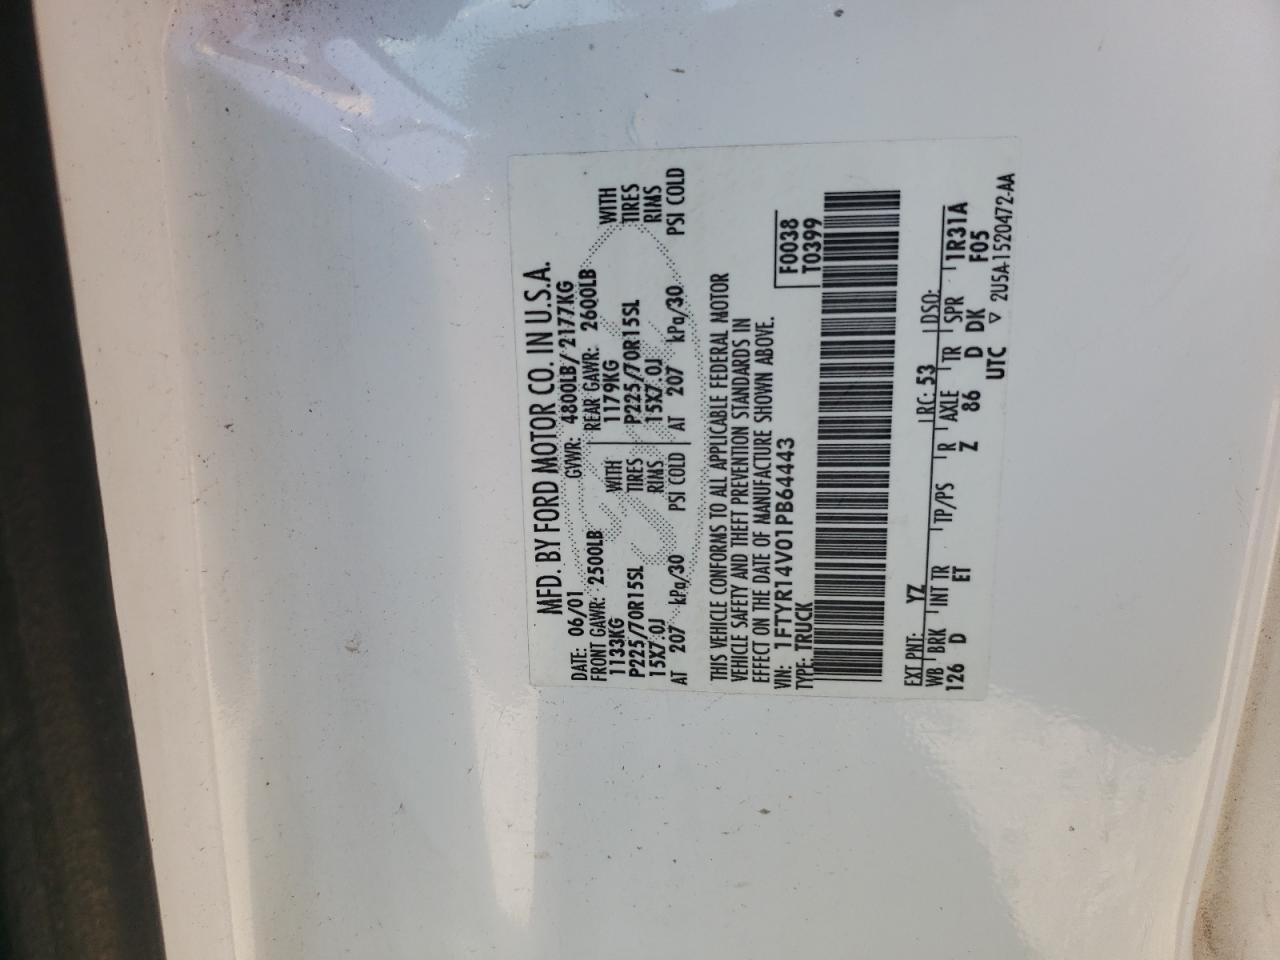 MFD. BY FORD MOTOR CO. IN U.S.A.
DATE: 06/01 GVWR: 4800LB/2177KG
FRONT GAWR: 2500LB REAR GAWR: 2600LB
1133KG WITH 1179KG WITH
P225/70R15SL TIRES P225/70R15SL TIRES
15X7.0J RIMS 15X7.0J RIMS
AT 207 kPa/30 PSI COLD AT 207 kPa/30 PSI COLD
THIS VEHICLE CONFORMS TO ALL APPLICABLE FEDERAL MOTOR
VEHICLE SAFETY AND THEFT PREVENTION STANDARDS IN
EFFECT ON THE DATE OF MANUFACTURE SHOWN ABOVE.
VIN: 1FTYR14V01PB64443 F0038
TYPE: TRUCK T0399
EXT PNT: YZ RC: 53 DSO:
WB BRK INT TR TP/PS R AXLE TR SPR 1R31A
126 D ET Z 86 D DK F05
UTC ▽ 2U5A-1520472-AA